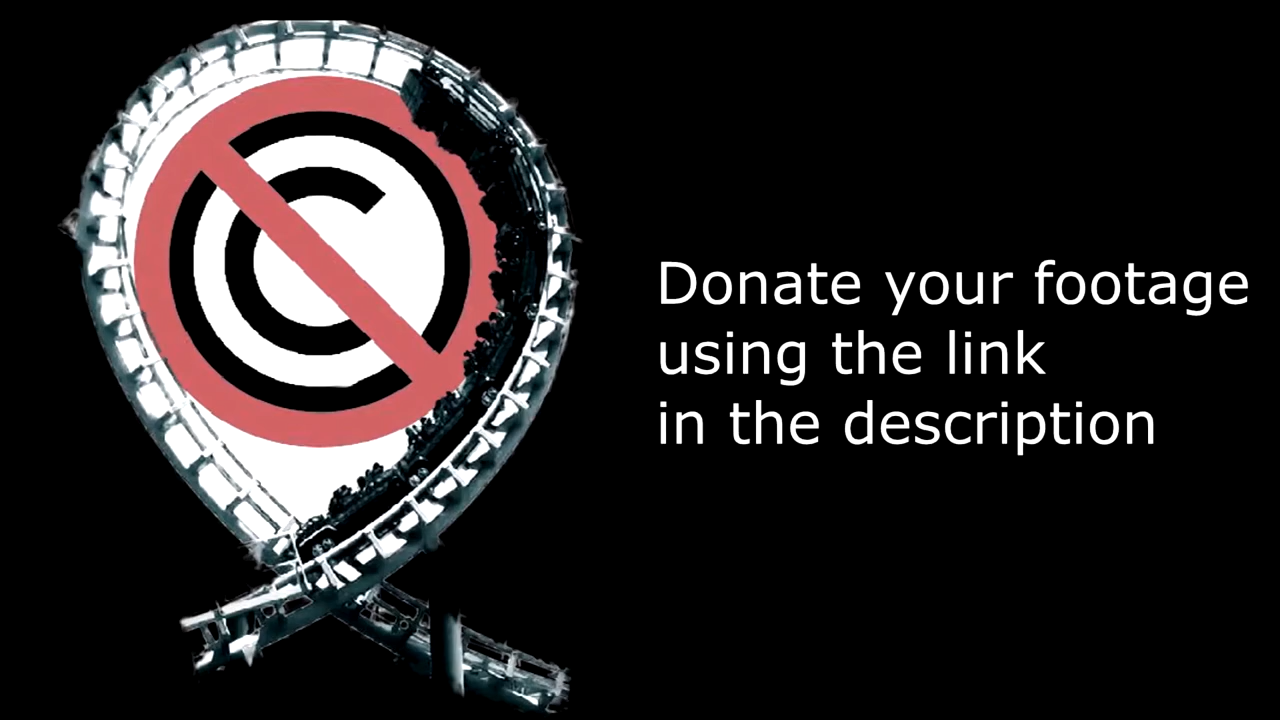 Donate your footage
using the link
in the description